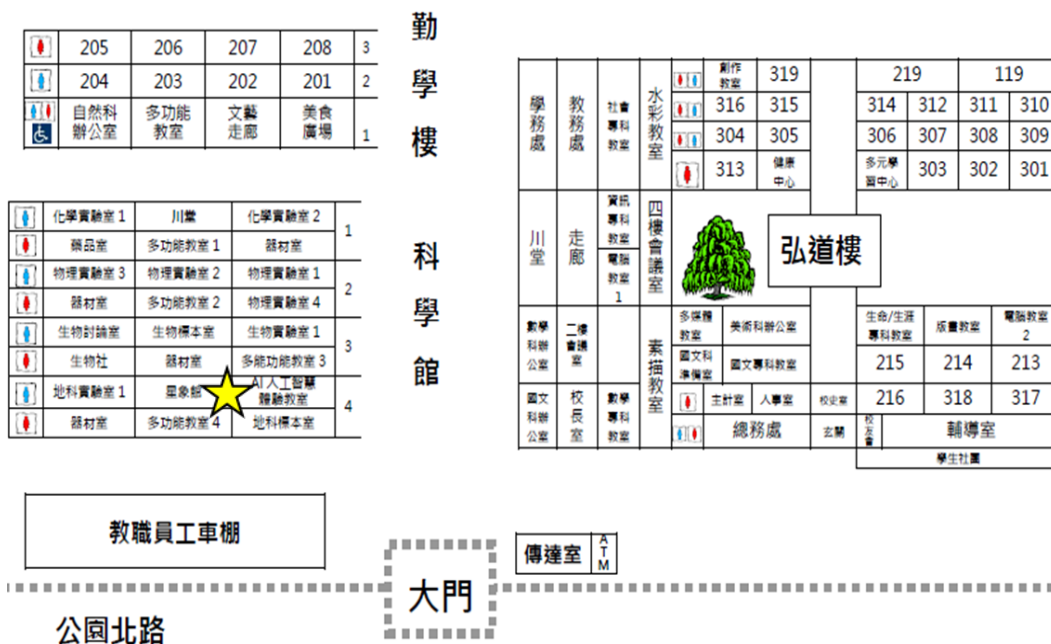 勤學樓
205 206 207 208 3
204 203 202 201 2
自然科辦公室 多功能教室 文藝走廊 美食廣場 1
科學館
化學實驗室1 川堂 化學實驗室2 1
藥品室 多功能教室1 器材室
物理實驗室3 物理實驗室2 物理實驗室1 2
器材室 多功能教室2 物理實驗室4
生物討論室 生物標本室 生物實驗室1 3
生物社 器材室 多能功能教室3
地科實驗室1 星象館 AI人工智慧體驗教室 4
器材室 多功能教室4 地科標本室
學務處 教務處 社會專科教室 水彩教室
川堂 走廊 資訊專科教室 電腦教室1 四樓會議室
數學科辦公室 二樓會議室 素描教室
國文科辦公室 校長室 數學專科教室
創作教室 319 219 119
316 315 314 312 311 310
304 305 306 307 308 309
313 健康中心 多元學習中心 303 302 301
弘道樓
多媒體教室 美術科辦公室 生命/生涯專科教室 版畫教室 電腦教室2
國文科準備室 國文專科教室 215 214 213
主計室 人事室 校史室 216 318 317
總務處 玄關 校友會 輔導室
學生社團
教職員工車棚
傳達室 ATM
大門
公園北路